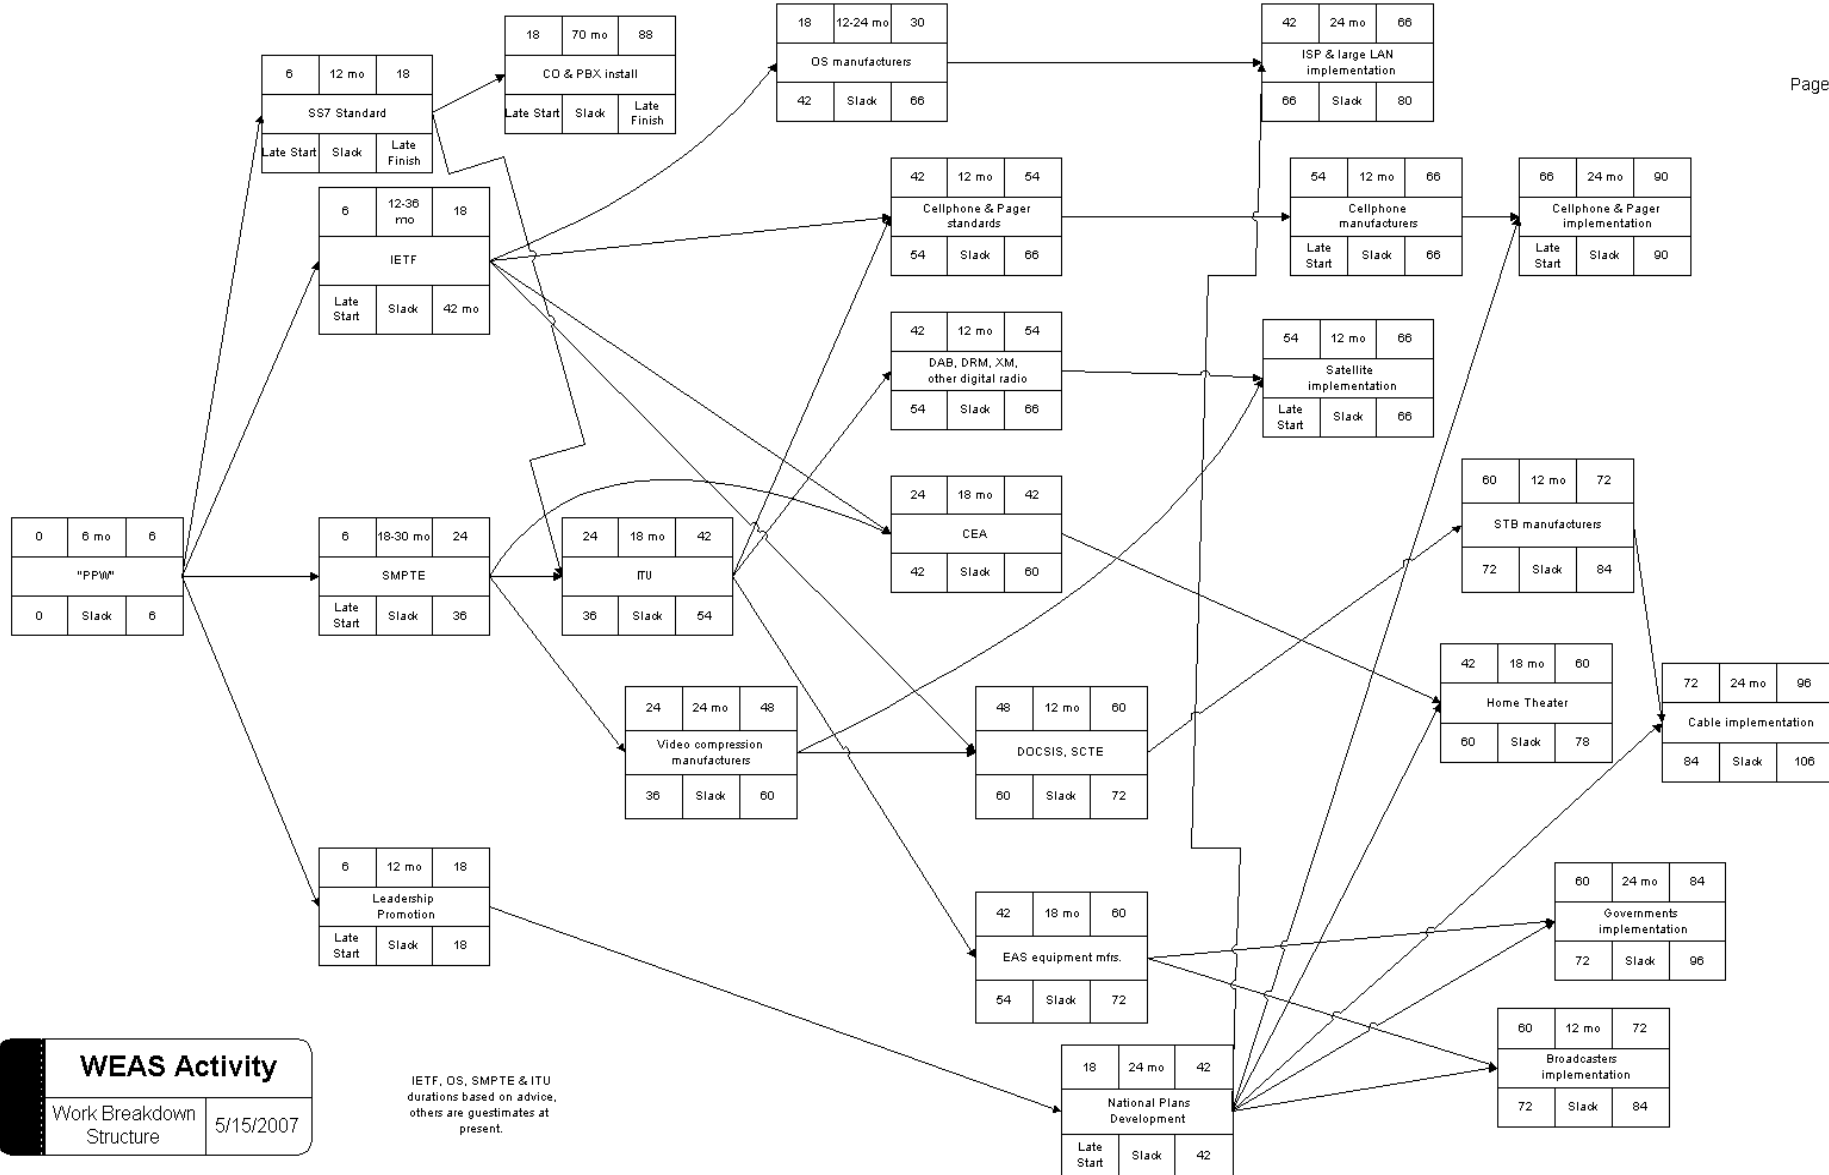 Page
18 70 mo 88
CO & PBX install
Late Start Slack Late
Finish
18 12-24 mo 30
OS manufacturers
42 Slack 66
42 24 mo 66
ISP & large LAN
implementation
66 Slack 80
6 12 mo 18
SS7 Standard
Late Start Slack Late
Finish
6 12-36
mo 18
IETF
Late
Start Slack 42 mo
42 12 mo 54
Cellphone & Pager
standards
54 Slack 66
54 12 mo 66
Cellphone
manufacturers
Late
Start Slack 66
66 24 mo 90
Cellphone & Pager
implementation
Late
Start Slack 90
42 12 mo 54
DAB, DRM, XM,
other digital radio
54 Slack 66
54 12 mo 66
Satellite
implementation
Late
Start Slack 66
24 18 mo 42
CEA
42 Slack 60
60 12 mo 72
STB manufacturers
72 Slack 84
0 6 mo 6
"PPW"
0 Slack 6
6 18-30 mo 24
SMPTE
Late
Start Slack 36
24 18 mo 42
ITU
36 Slack 54
24 24 mo 48
Video compression
manufacturers
36 Slack 60
48 12 mo 60
DOCSIS, SCTE
60 Slack 72
42 18 mo 60
Home Theater
60 Slack 78
72 24 mo 96
Cable implementation
84 Slack 106
6 12 mo 18
Leadership
Promotion
Late
Start Slack 18
42 18 mo 60
EAS equipment mfrs.
54 Slack 72
60 24 mo 84
Governments
implementation
72 Slack 96
60 12 mo 72
Broadcasters
implementation
72 Slack 84
18 24 mo 42
National Plans
Development
Late
Start Slack 42
WEAS Activity
Work Breakdown
Structure 5/15/2007
IETF, OS, SMPTE & ITU
durations based on advice,
others are guestimates at
present.